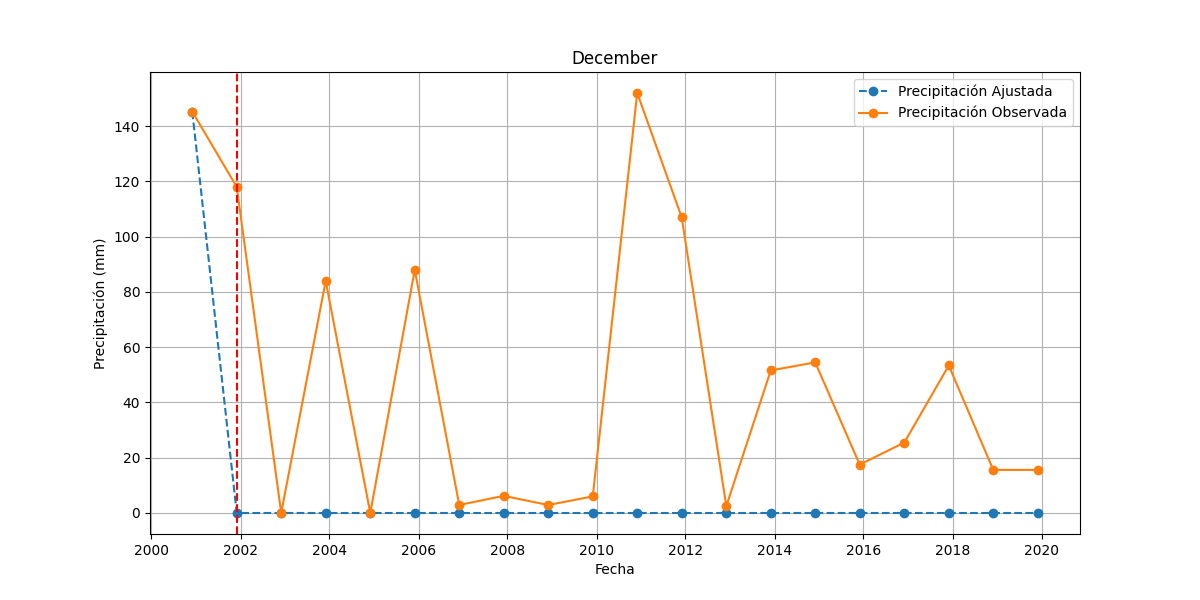 December
Precipitación Ajustada
Precipitación Observada
Precipitación (mm)
140
120
100
80
60
40
20
0
2000 2002 2004 2006 2008 2010 2012 2014 2016 2018 2020
Fecha